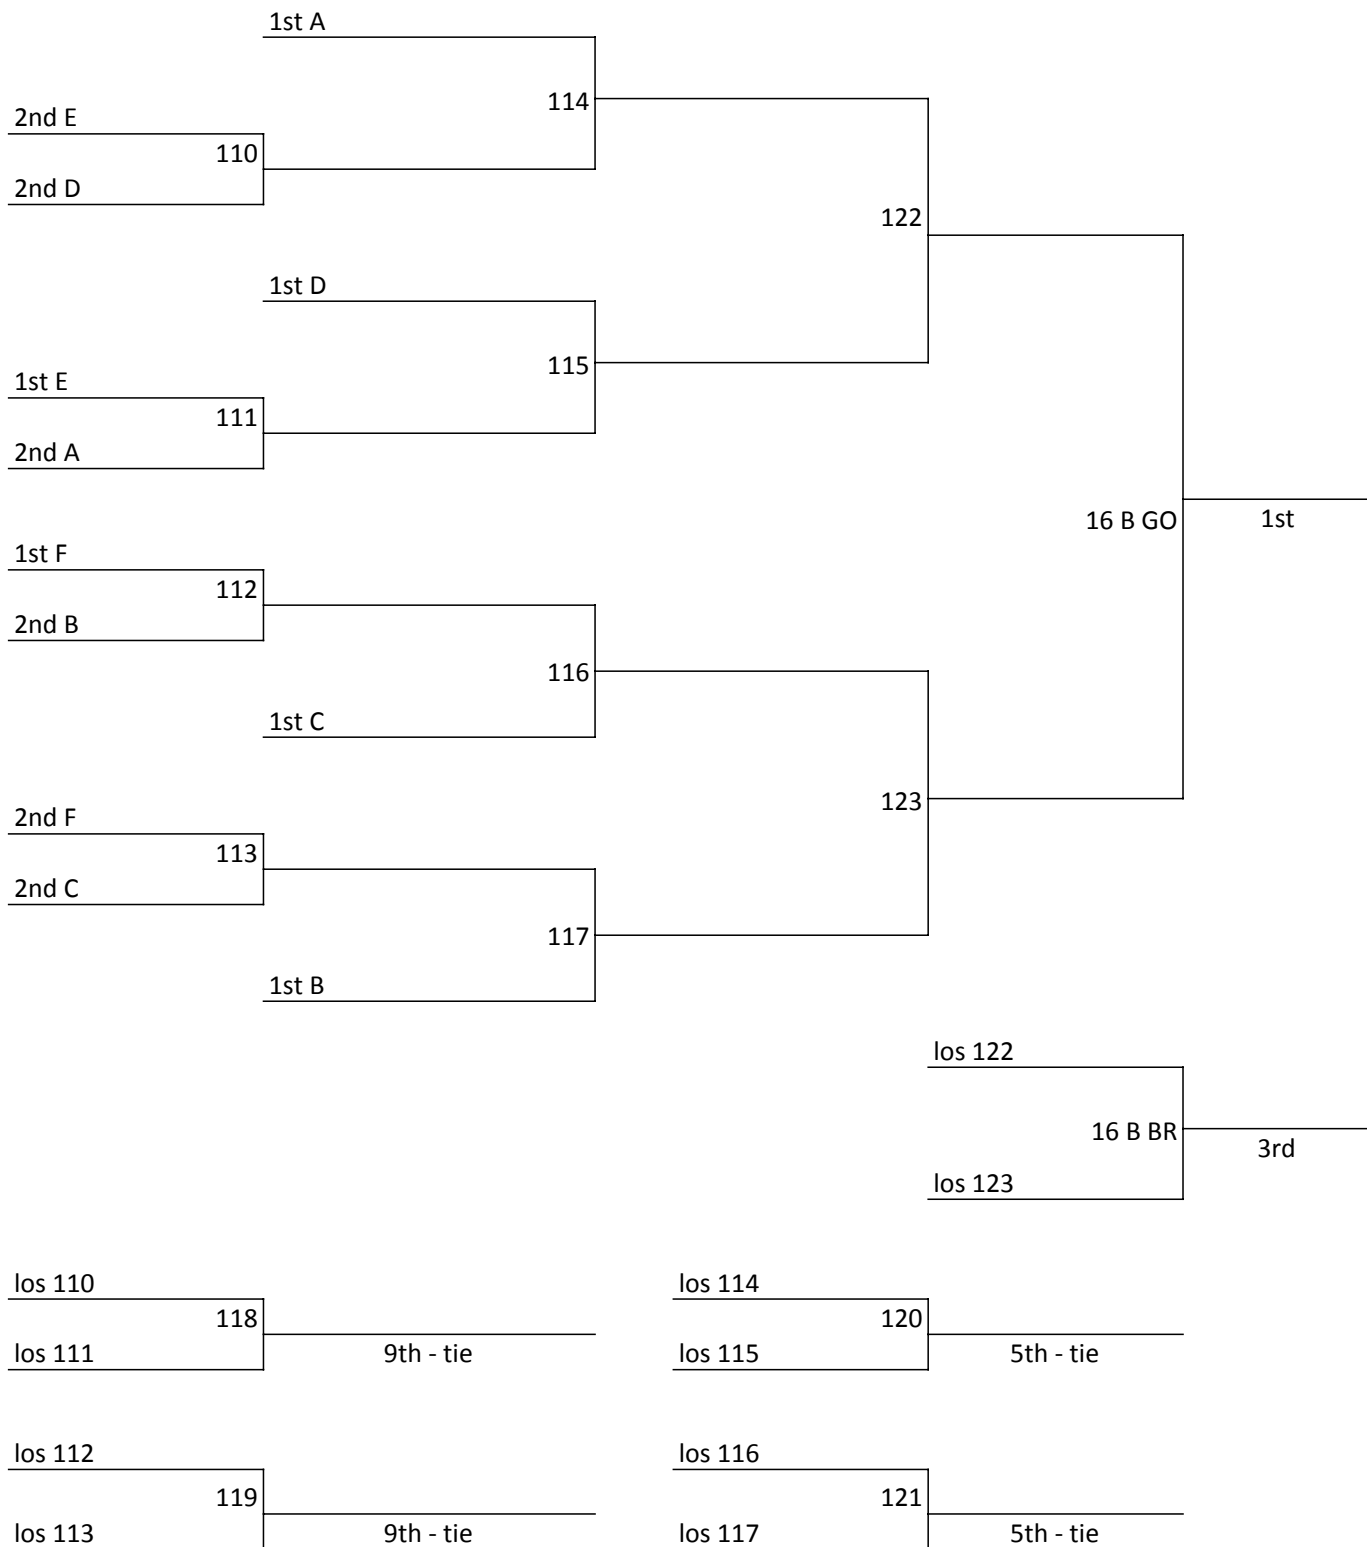 1st A
114
2nd E
110
2nd D
122
1st D
115
1st E
111
2nd A
16 B GO
1st
1st F
112
2nd B
116
1st C
123
2nd F
113
2nd C
117
1st B
los 122
16 B BR
3rd
los 123
los 110
118
los 111
9th - tie
los 114
120
los 115
5th - tie
los 112
119
los 113
9th - tie
los 116
121
los 117
5th - tie